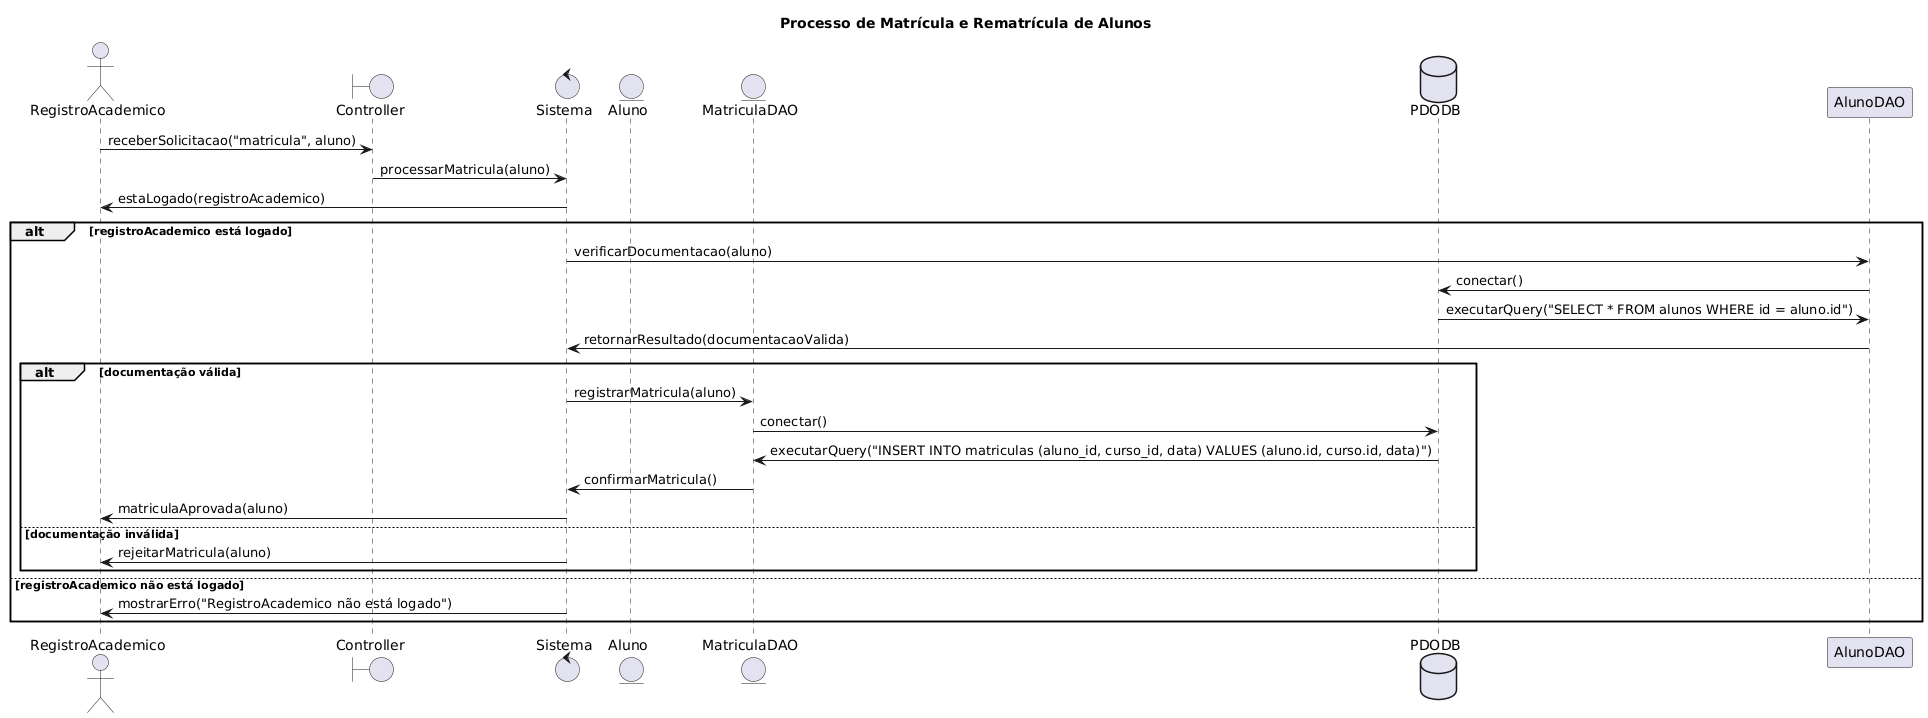 Processo de Matrícula e Rematrícula de Alunos
RegistroAcademico
Controller
Sistema
Aluno
MatriculaDAO
PDODB
AlunoDAO
receberSolicitacao("matricula", aluno)
processarMatricula(aluno)
estaLogado(registroAcademico)
alt [registroAcademico está logado]
verificarDocumentacao(aluno)
conectar()
executarQuery("SELECT * FROM alunos WHERE id = aluno.id")
retornarResultado(documentacaoValida)
alt [documentação válida]
registrarMatricula(aluno)
conectar()
executarQuery("INSERT INTO matriculas (aluno_id, curso_id, data) VALUES (aluno.id, curso.id, data)")
confirmarMatricula()
matriculaAprovada(aluno)
[documentação inválida]
rejeitarMatricula(aluno)
[registroAcademico não está logado]
mostrarErro("RegistroAcademico não está logado")
RegistroAcademico
Controller
Sistema
Aluno
MatriculaDAO
PDODB
AlunoDAO